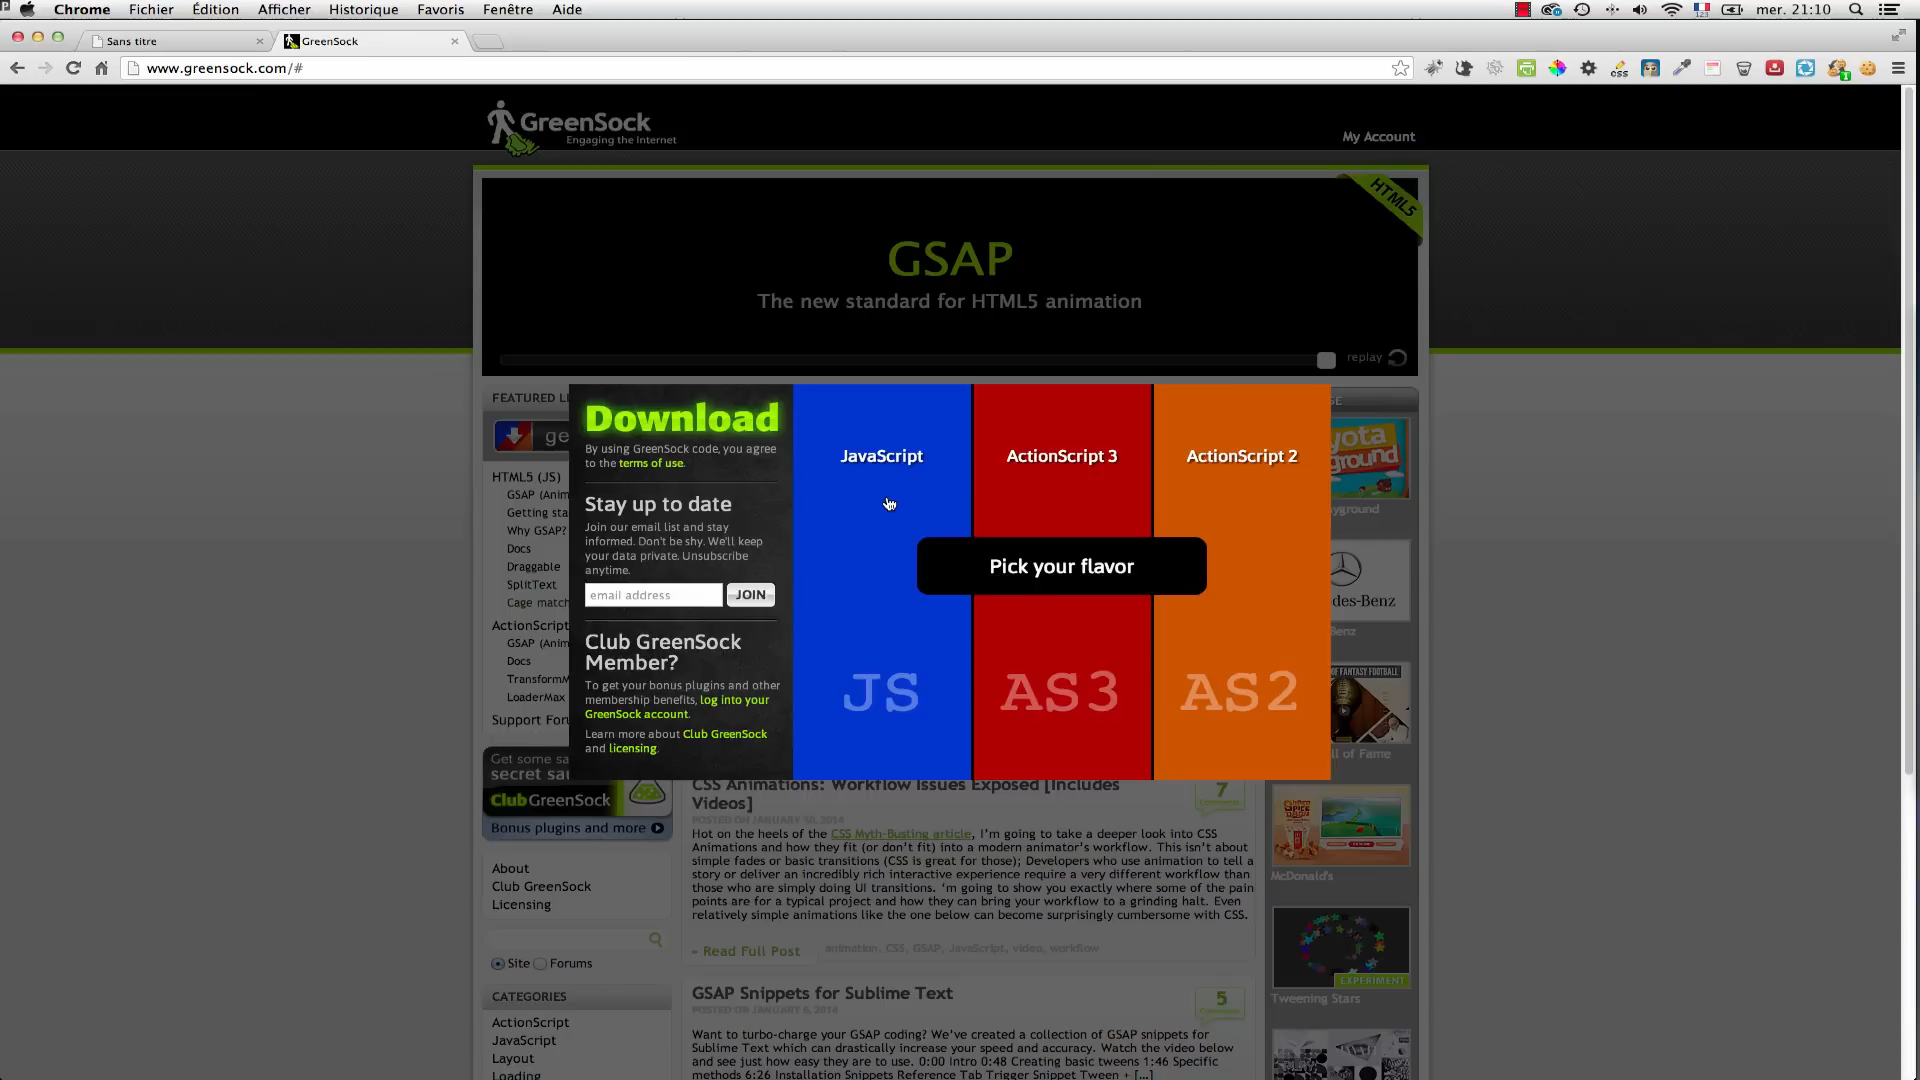 Chrome Fichier Édition Afficher Historique Favoris Fenêtre Aide mer. 21:10
Sans titre
GreenSock
www.greensock.com/#
GreenSock
Engaging the Internet
My Account
HTML5
GSAP
The new standard for HTML5 animation
replay
FEATURED
HTML5 (JS)
GSAP (Anim
Getting sta
Why GSAP?
Docs
Draggable
SplitText
Cage match
ActionScript
GSAP (Anim
Docs
TransformM
LoaderMax
Support Foru
Download
By using GreenSock code, you agree
to the terms of use.
Stay up to date
Join our email list and stay
informed. Don't be shy. We'll keep
your data private. Unsubscribe
anytime.
email address JOIN
Club GreenSock
Member?
To get your bonus plugins and other
membership benefits, log into your
GreenSock account.
Learn more about Club GreenSock
and licensing.
JavaScript
ActionScript 3
ActionScript 2
Pick your flavor
JS
AS3
AS2
Get some sa
secret sau
ClubGreenSock
Bonus plugins and more
About
Club GreenSock
Licensing
Site Forums
CATEGORIES
ActionScript
JavaScript
Layout
Loading
CSS Animations: Workflow Issues Exposed [Includes
Videos]
7
Comments
POSTED ON JANUARY 30, 2014
Hot on the heels of the CSS Myth-Busting article, I'm going to take a deeper look into CSS
Animations and how they fit (or don't fit) into a modern animator's workflow. This isn't about
simple fades or basic transitions (CSS is great for those); Developers who use animation to tell a
story or deliver an incredibly rich interactive experience require a very different workflow than
those who are simply doing UI transitions. 'm going to show you exactly where some of the pain
points are for a typical project and how they can bring your workflow to a grinding halt. Even
relatively simple animations like the one below can become surprisingly cumbersome with CSS.
» Read Full Post
animation, CSS, GSAP, JavaScript, video, workflow
GSAP Snippets for Sublime Text
5
Comments
POSTED ON JANUARY 6, 2014
Want to turbo-charge your GSAP coding? We've created a collection of GSAP snippets for
Sublime Text which can drastically increase your speed and accuracy. Watch the video below
and see just how easy they are to use. 0:00 Intro 0:48 Creating basic tweens 1:46 Specific
methods 6:26 Installation Snippets Reference Tab Trigger Snippet Tween + [...]
yota
ground
yground
des-Benz
Benz
OF FANTASY FOOTBALL
ll of Fame
McDonald's
EXPERIMENT
Tweening Stars